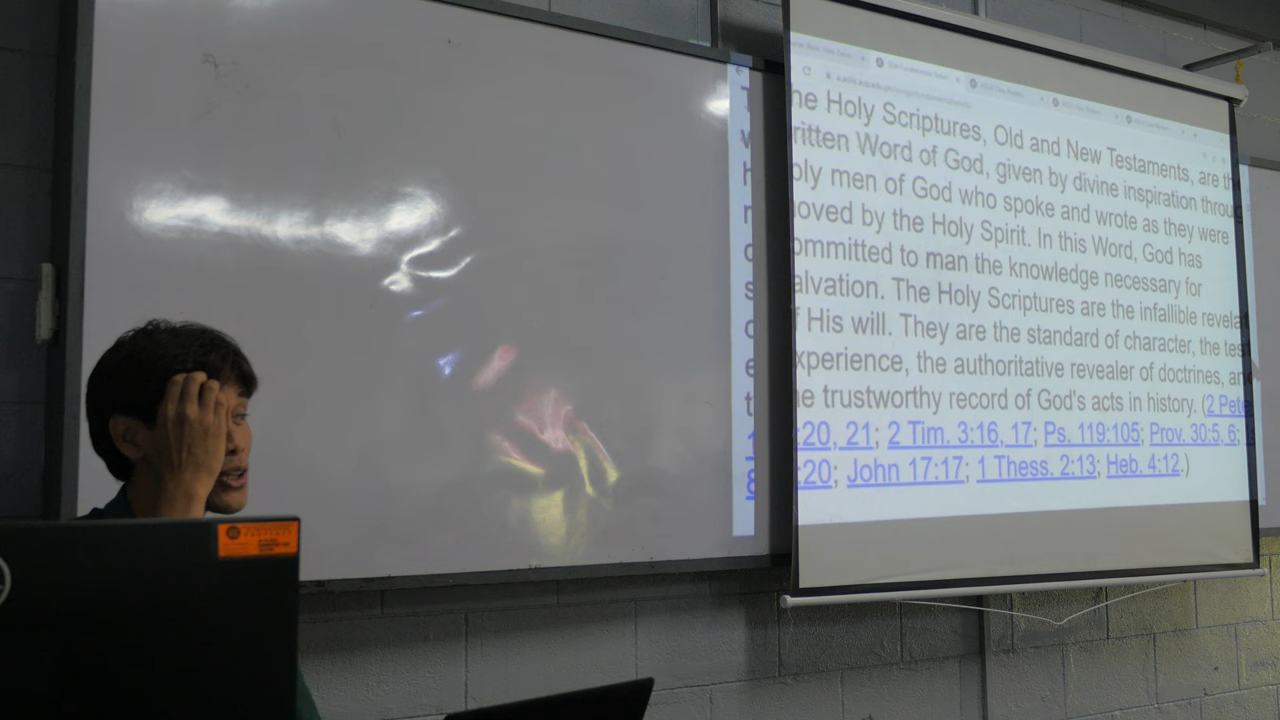 he Holy Scriptures, Old and New Testaments, are th
ritten Word of God, given by divine inspiration throu
oly men of God who spoke and wrote as they were
oved by the Holy Spirit. In this Word, God has
ommitted to man the knowledge necessary for
alvation. The Holy Scriptures are the infallible revela
f His will. They are the standard of character, the test
xperience, the authoritative revealer of doctrines, an
e trustworthy record of God's acts in history. (2 Pete
:20, 21; 2 Tim. 3:16, 17; Ps. 119:105; Prov. 30:5, 6;
:20; John 17:17; 1 Thess. 2:13; Heb. 4:12.)